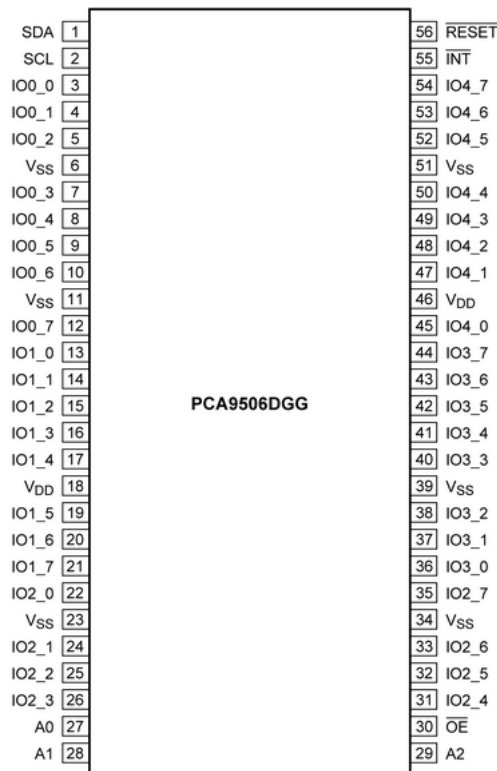 SDA 1 56 RESET
SCL 2 55 INT
IO0_0 3 54 IO4_7
IO0_1 4 53 IO4_6
IO0_2 5 52 IO4_5
VSS 6 51 VSS
IO0_3 7 50 IO4_4
IO0_4 8 49 IO4_3
IO0_5 9 48 IO4_2
IO0_6 10 47 IO4_1
VSS 11 46 VDD
IO0_7 12 45 IO4_0
IO1_0 13 44 IO3_7
IO1_1 14 43 IO3_6
IO1_2 15 PCA9506DGG 42 IO3_5
IO1_3 16 41 IO3_4
IO1_4 17 40 IO3_3
VDD 18 39 VSS
IO1_5 19 38 IO3_2
IO1_6 20 37 IO3_1
IO1_7 21 36 IO3_0
IO2_0 22 35 IO2_7
VSS 23 34 VSS
IO2_1 24 33 IO2_6
IO2_2 25 32 IO2_5
IO2_3 26 31 IO2_4
A0 27 30 OE
A1 28 29 A2